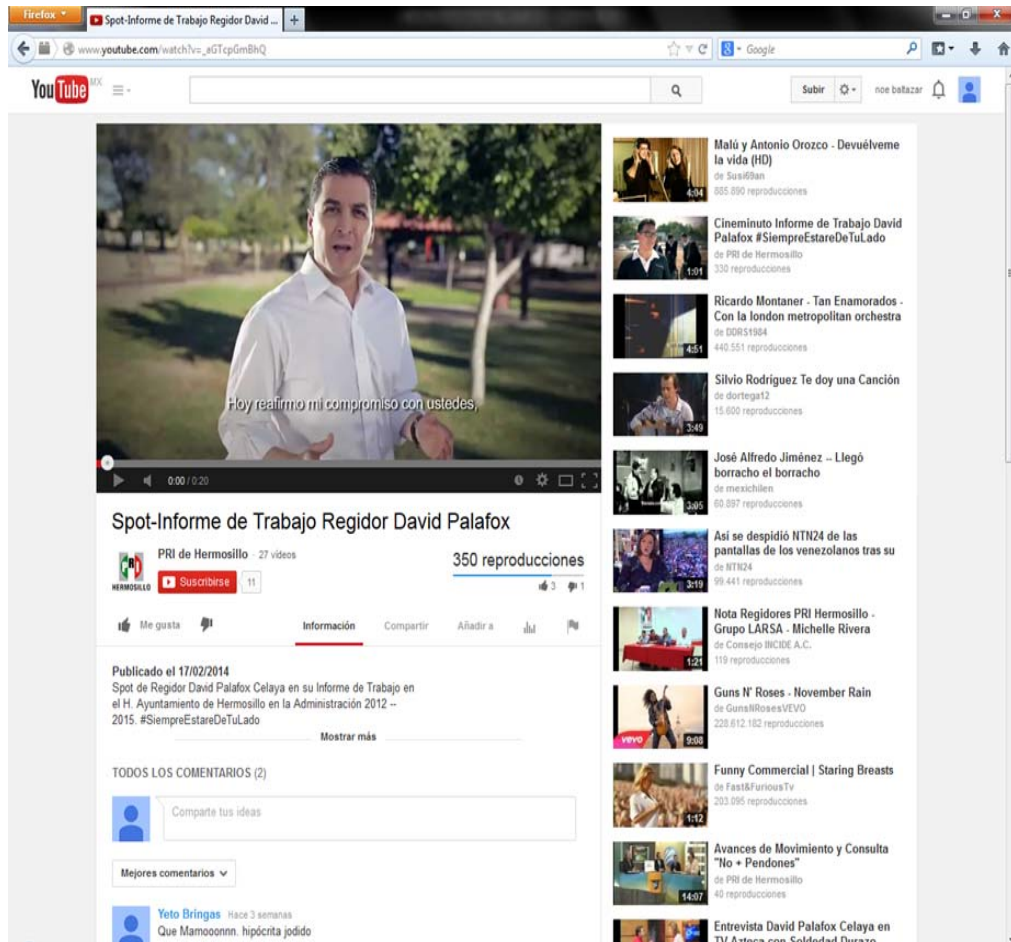 Firefox
Spot-Informe de Trabajo Regidor David ...
www.youtube.com/watch?v=_aGTcpGmBhQ
Google
YouTube MX
Subir
noe baltazar
Hoy reafirmo mi compromiso con ustedes,
0:00 / 0:20
Spot-Informe de Trabajo Regidor David Palafox
HERMOSILLO
PRI de Hermosillo · 27 videos
Suscribirse 11
350 reproducciones
3 1
Me gusta
Información Compartir Añadir a
Publicado el 17/02/2014
Spot de Regidor David Palafox Celaya en su Informe de Trabajo en
el H. Ayuntamiento de Hermosillo en la Administración 2012 --
2015. #SiempreEstareDeTuLado
Mostrar más
TODOS LOS COMENTARIOS (2)
Comparte tus ideas
Mejores comentarios
Yeto Bringas Hace 3 semanas
Que Mamooonnn. hipócrita jodido
Malú y Antonio Orozco - Devuélveme
la vida (HD)
de Susi69an
885.890 reproducciones
4:04
Cineminuto Informe de Trabajo David
Palafox #SiempreEstareDeTuLado
de PRI de Hermosillo
330 reproducciones
1:01
Ricardo Montaner - Tan Enamorados -
Con la london metropolitan orchestra
de DDRS1984
440.551 reproducciones
4:51
Silvio Rodríguez Te doy una Canción
de dortega12
15.600 reproducciones
3:49
José Alfredo Jiménez -- Llegó
borracho el borracho
de mexichilen
60.897 reproducciones
3:05
Así se despidió NTN24 de las
pantallas de los venezolanos tras su
de NTN24
99.441 reproducciones
3:19
Nota Regidores PRI Hermosillo -
Grupo LARSA - Michelle Rivera
de Consejo INCIDE A.C.
119 reproducciones
1:21
Guns N' Roses - November Rain
de GunsNRosesVEVO
228.612.182 reproducciones
vevo
9:08
Funny Commercial | Staring Breasts
de Fast&FuriousTv
203.095 reproducciones
1:12
Avances de Movimiento y Consulta
"No + Pendones"
de PRI de Hermosillo
40 reproducciones
14:07
Entrevista David Palafox Celaya en
TV Azteca con Soldedad Durazo